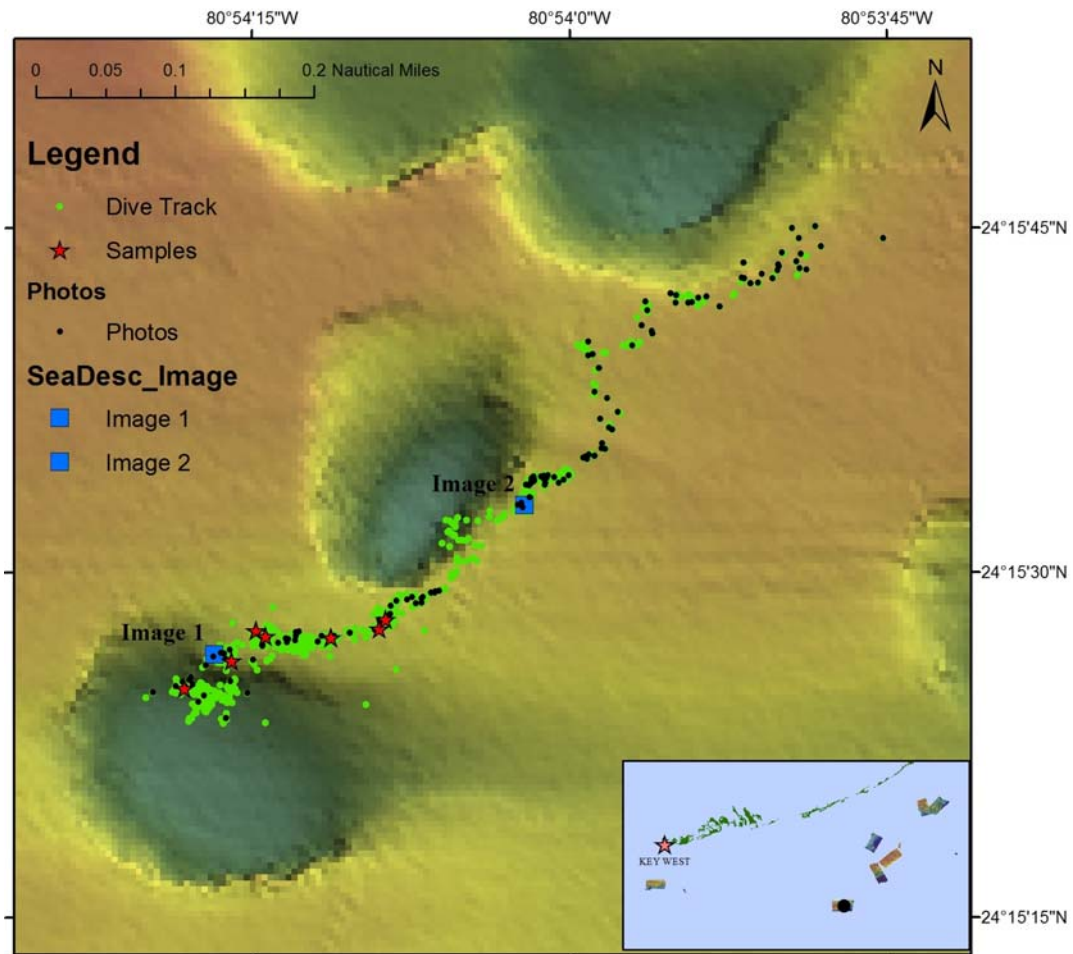 80°54'15"W 80°54'0"W 80°53'45"W
0 0.05 0.1 0.2 Nautical Miles
N
Legend
Dive Track
Samples
Photos
Photos
SeaDesc_Image
Image 1
Image 2
24°15'45"N
Image 2
24°15'30"N
Image 1
KEY WEST
24°15'15"N